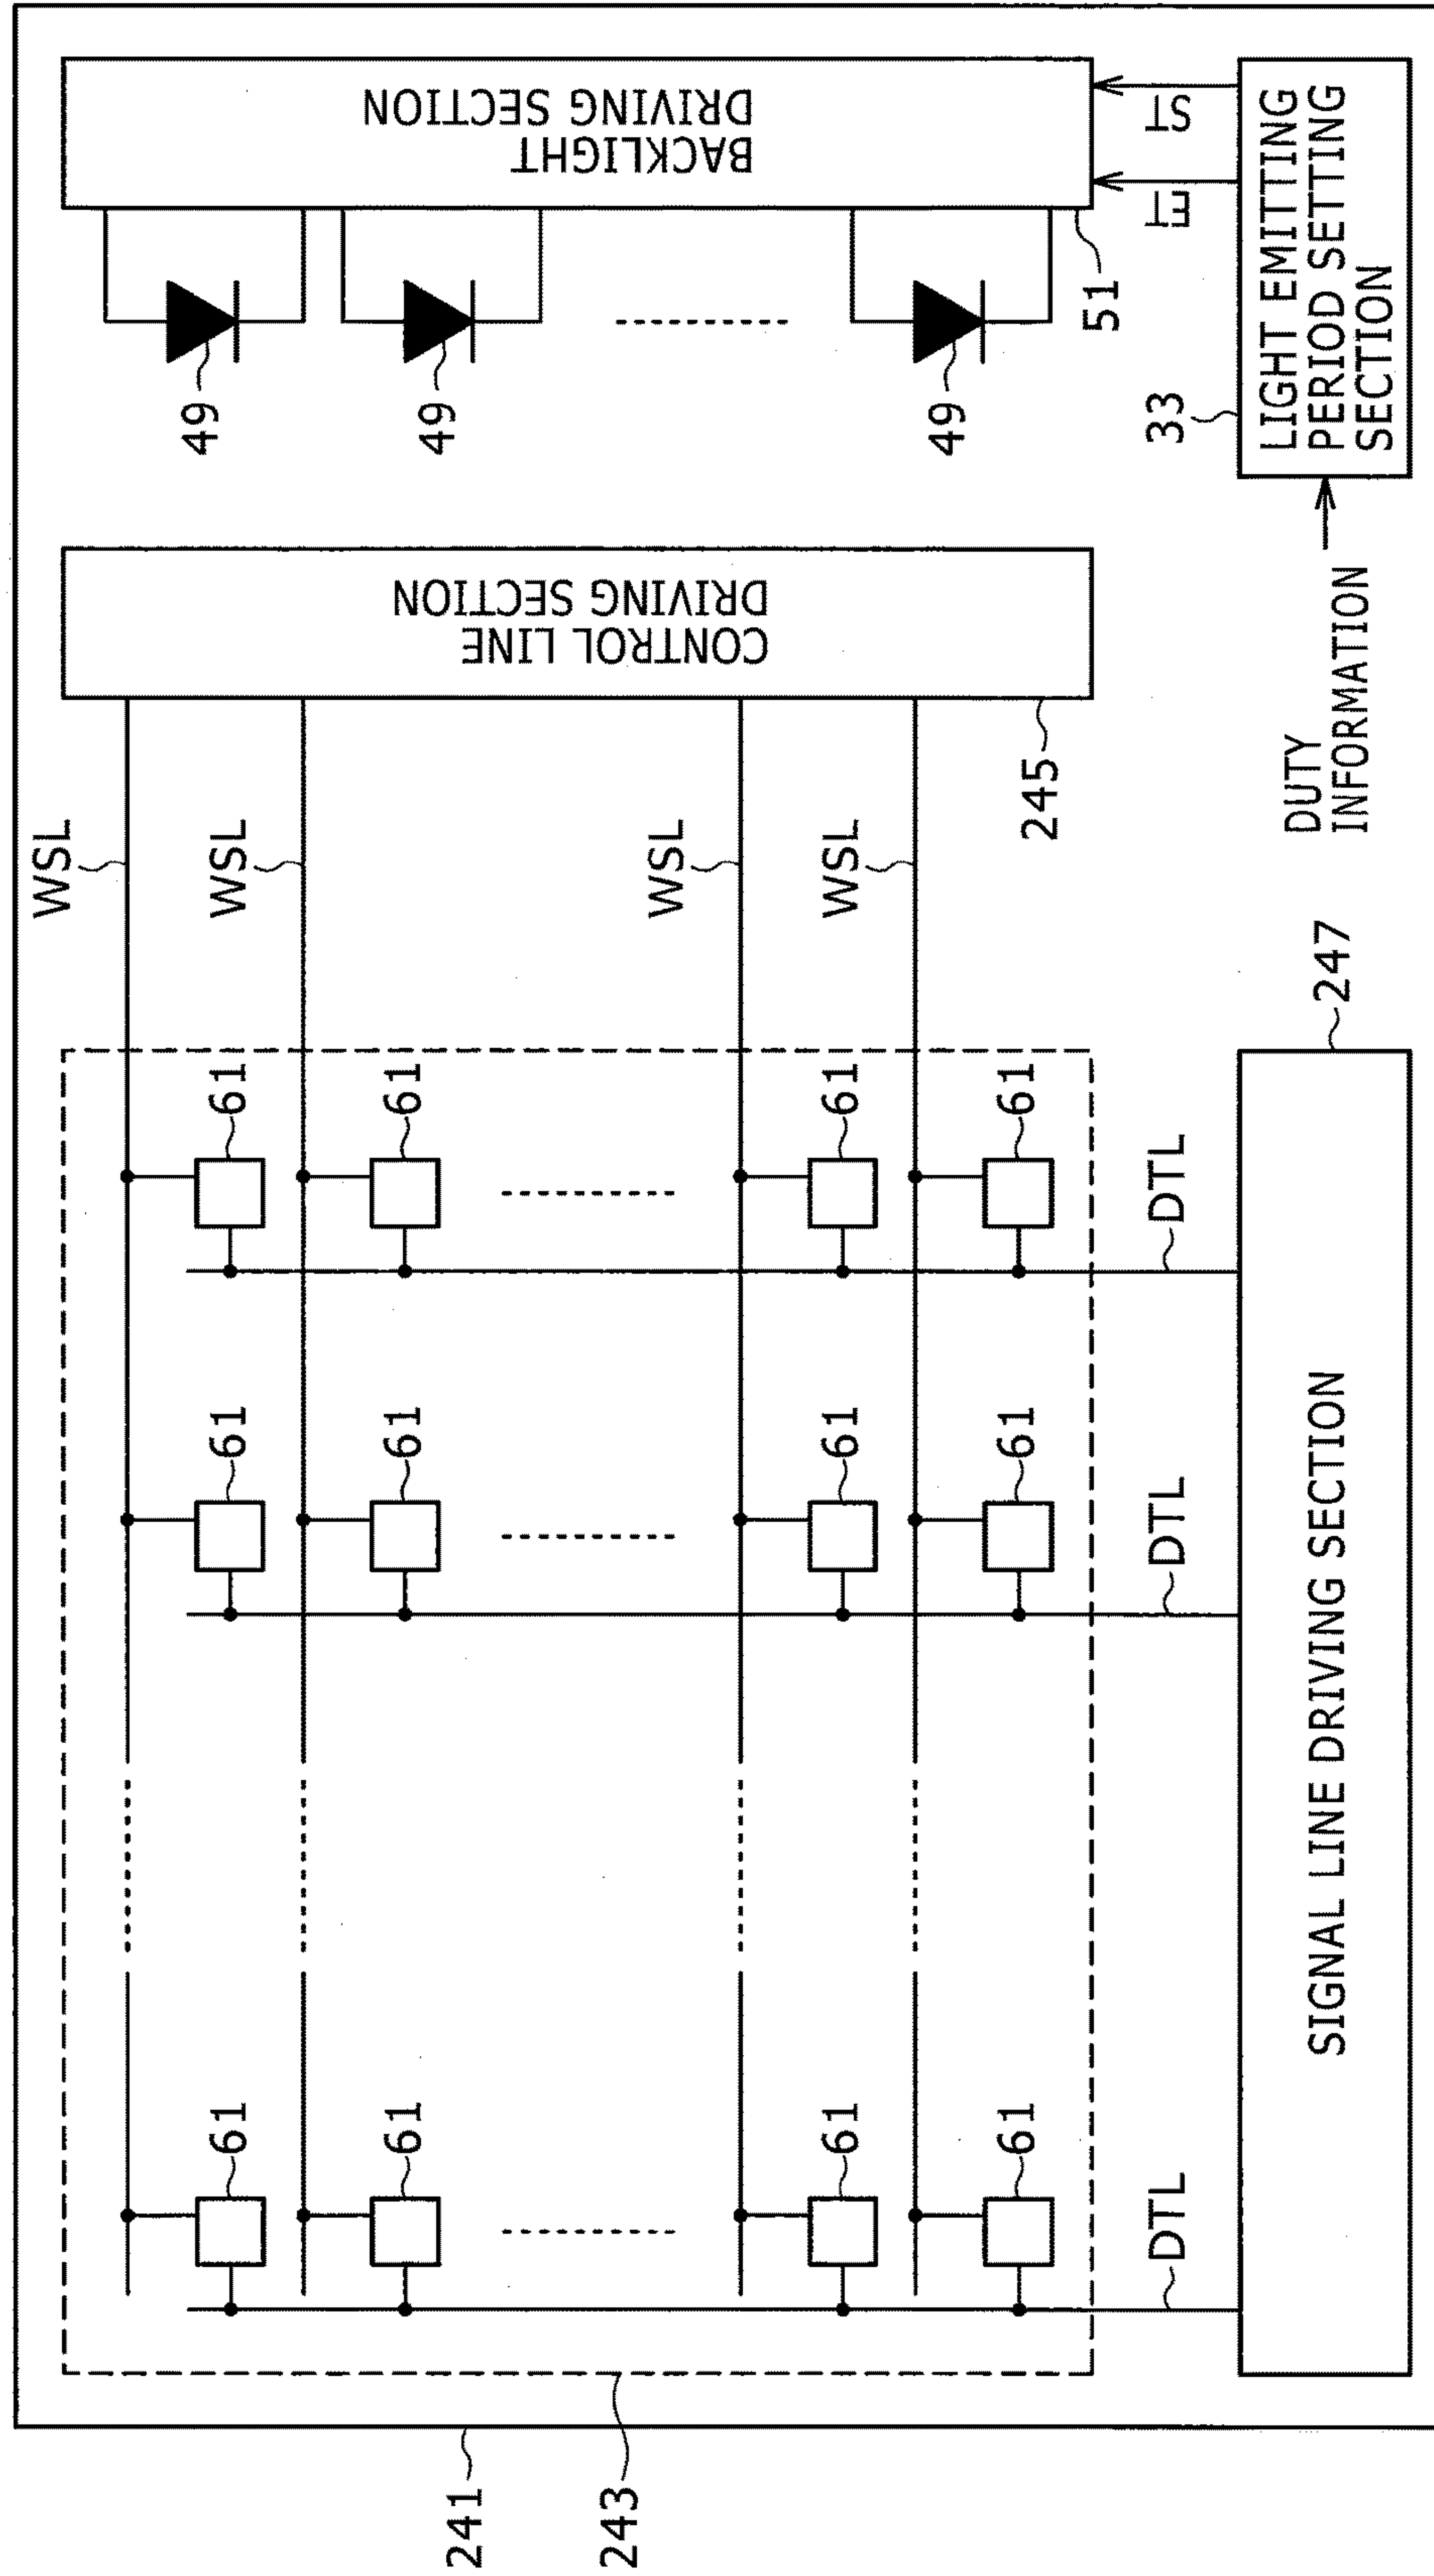 241
243
WSL
WSL
WSL
WSL
61
61
61
61
61
61
61
61
61
61
61
61
DTL
DTL
DTL
SIGNAL LINE DRIVING SECTION
247
CONTROL LINE
DRIVING SECTION
245
49
49
49
BACKLIGHT
DRIVING SECTION
51
ET
ST
DUTY
INFORMATION
33
LIGHT EMITTING
PERIOD SETTING
SECTION